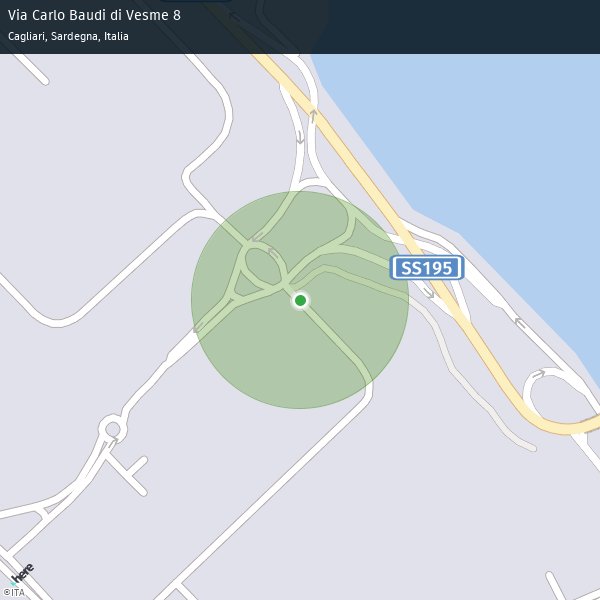 Via Carlo Baudi di Vesme 8
Cagliari, Sardegna, Italia
SS195
here
©ITA